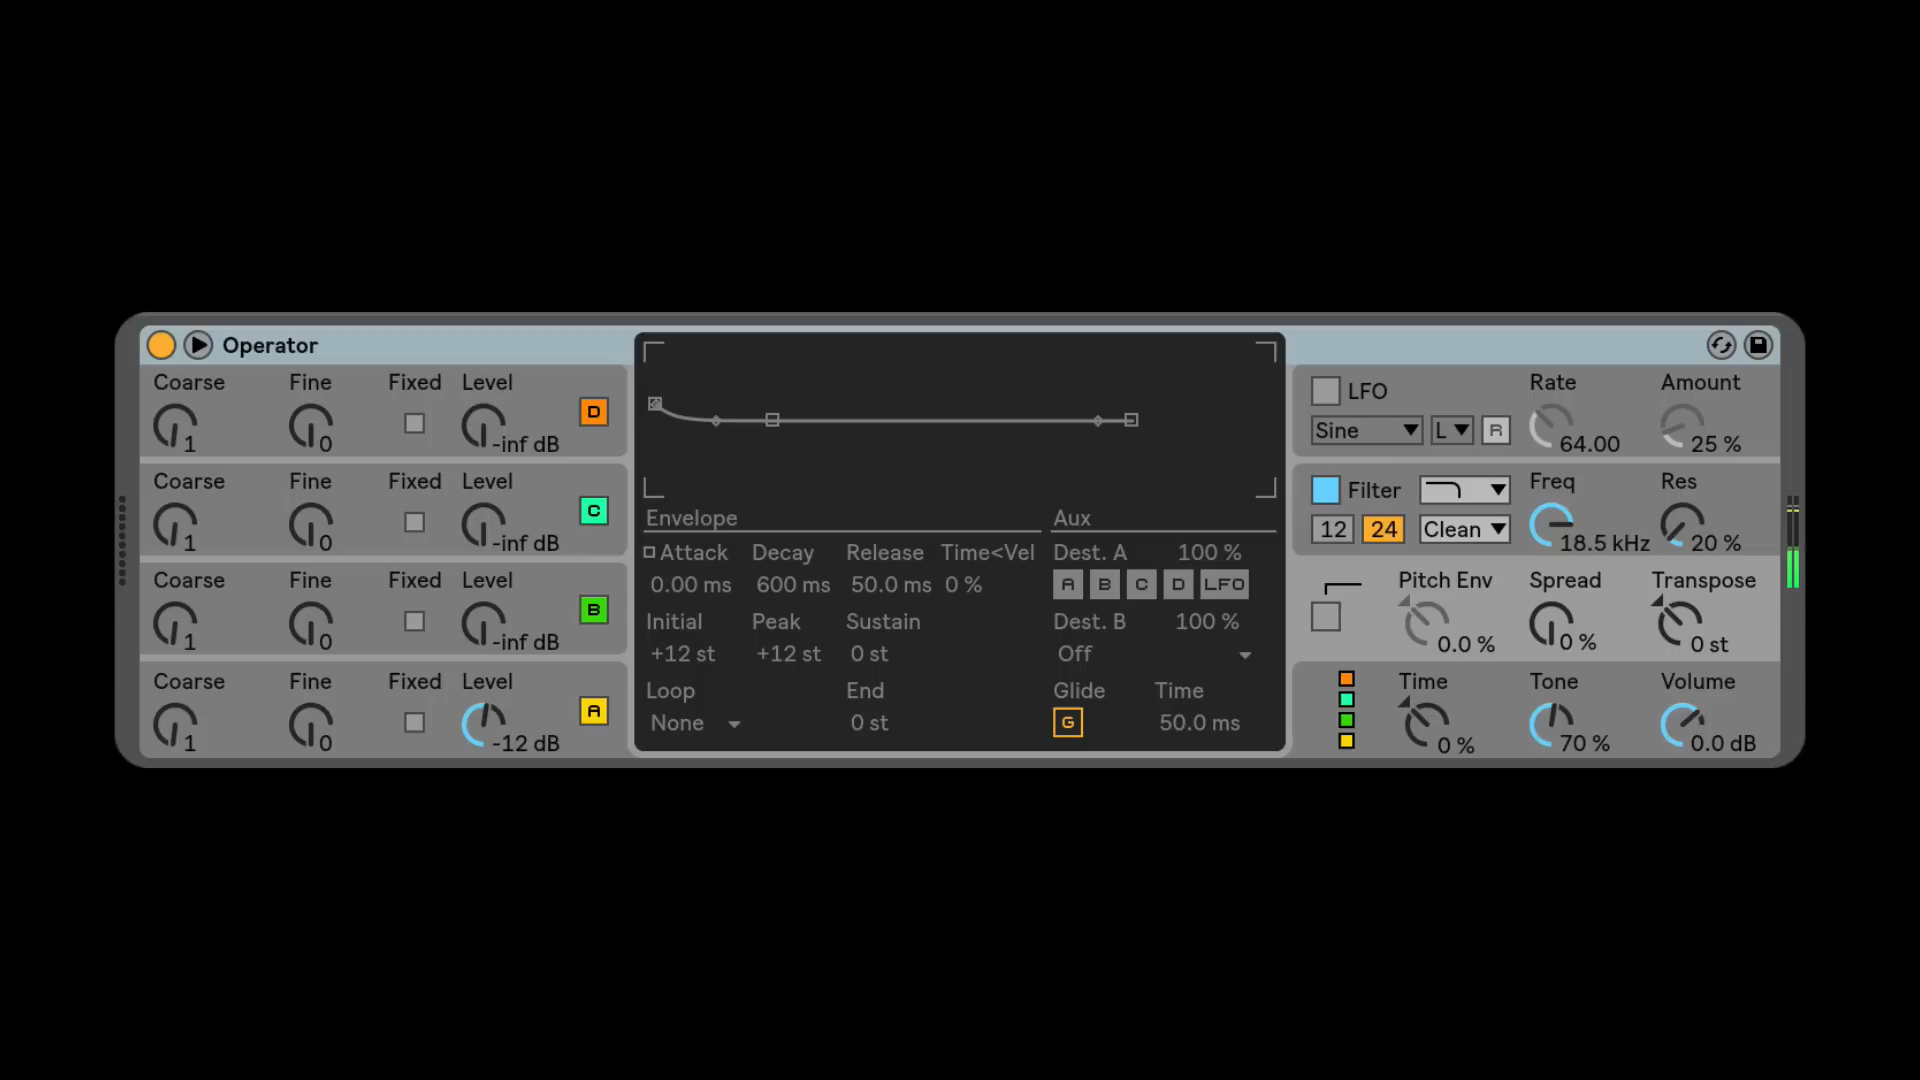 Operator
Coarse Fine Fixed Level
1 0 -inf dB D
Coarse Fine Fixed Level
1 0 -inf dB C
Coarse Fine Fixed Level
1 0 -inf dB B
Coarse Fine Fixed Level
1 0 -12 dB A
Envelope
Attack Decay Release Time<Vel
0.00 ms 600 ms 50.0 ms 0 %
Initial Peak Sustain
+12 st +12 st 0 st
Loop End
None 0 st
Aux
Dest. A 100 %
A B C D LFO
Dest. B 100 %
Off
Glide Time
G 50.0 ms
LFO Rate Amount
Sine L R 64.00 25 %
Filter Freq Res
12 24 Clean 18.5 kHz 20 %
Pitch Env Spread Transpose
0.0 % 0 % 0 st
Time Tone Volume
0 % 70 % 0.0 dB